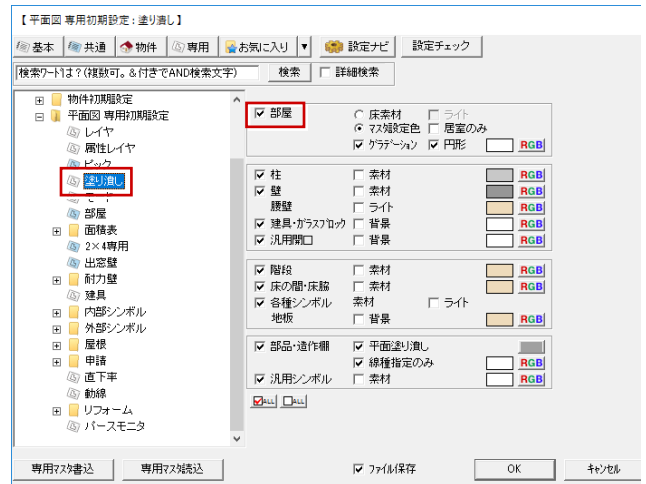 【 平面図 専用初期設定 : 塗り潰し 】
基本 共通 物件 専用 お気に入り ▼ 設定ナビ 設定チェック
検索ワードは？(複数可。&付きでAND検索文字) 検索 詳細検索
物件初期設定
平面図 専用初期設定
レイヤ
属性レイヤ
ピック
塗り潰し
モード
部屋
面積表
2×4専用
出窓壁
耐力壁
建具
内部シンボル
外部シンボル
屋根
申請
直下率
動線
リフォーム
パースモニタ
部屋 床素材 ライト
マスタ設定色 居室のみ
グラデーション 円形 RGB
柱 素材 RGB
壁 素材 RGB
腰壁 ライト RGB
建具・ガラスブロック 背景 RGB
汎用開口 背景 RGB
階段 素材 RGB
床の間・床脇 素材 RGB
各種シンボル 素材 ライト
地板 背景 RGB
部品・造作棚 平面塗り潰し
線種指定のみ RGB
汎用シンボル 素材 RGB
ALL ALL
専用マスタ書込 専用マスタ読込 ファイル保存 OK キャンセル